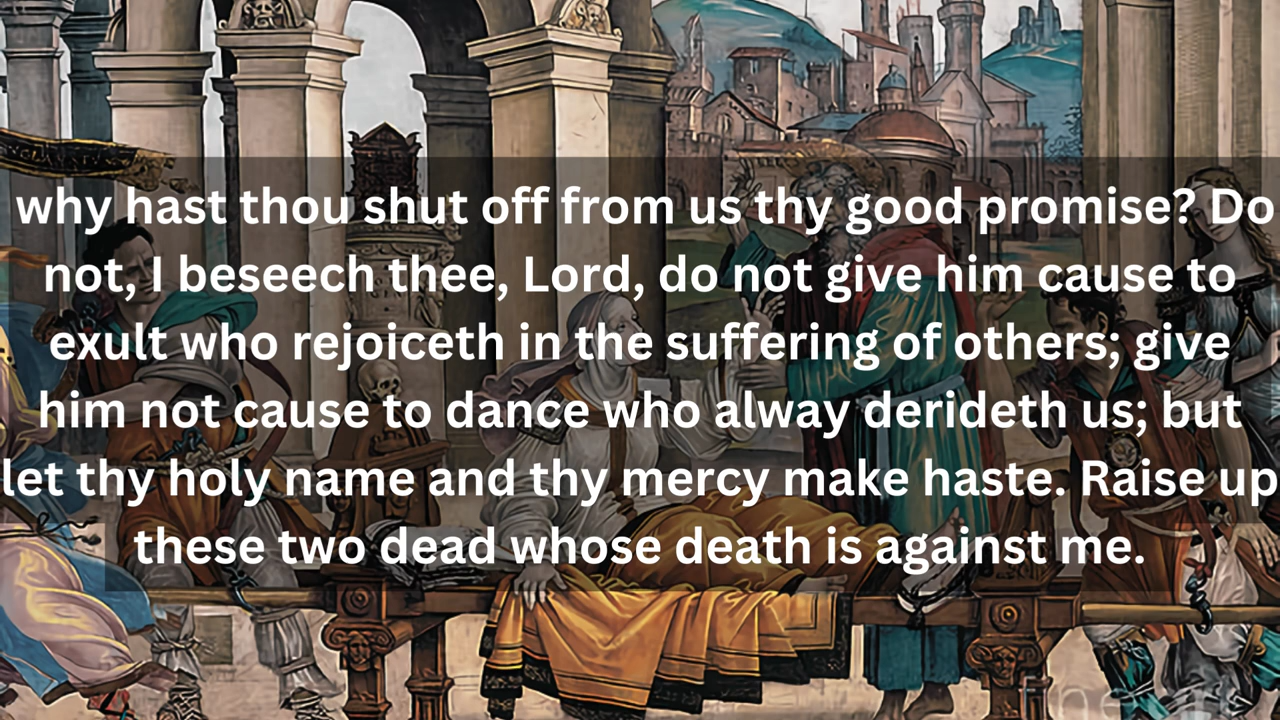 why hast thou shut off from us thy good promise? Do
not, I beseech thee, Lord, do not give him cause to
exult who rejoiceth in the suffering of others; give
him not cause to dance who alway derideth us; but
let thy holy name and thy mercy make haste. Raise up
these two dead whose death is against me.